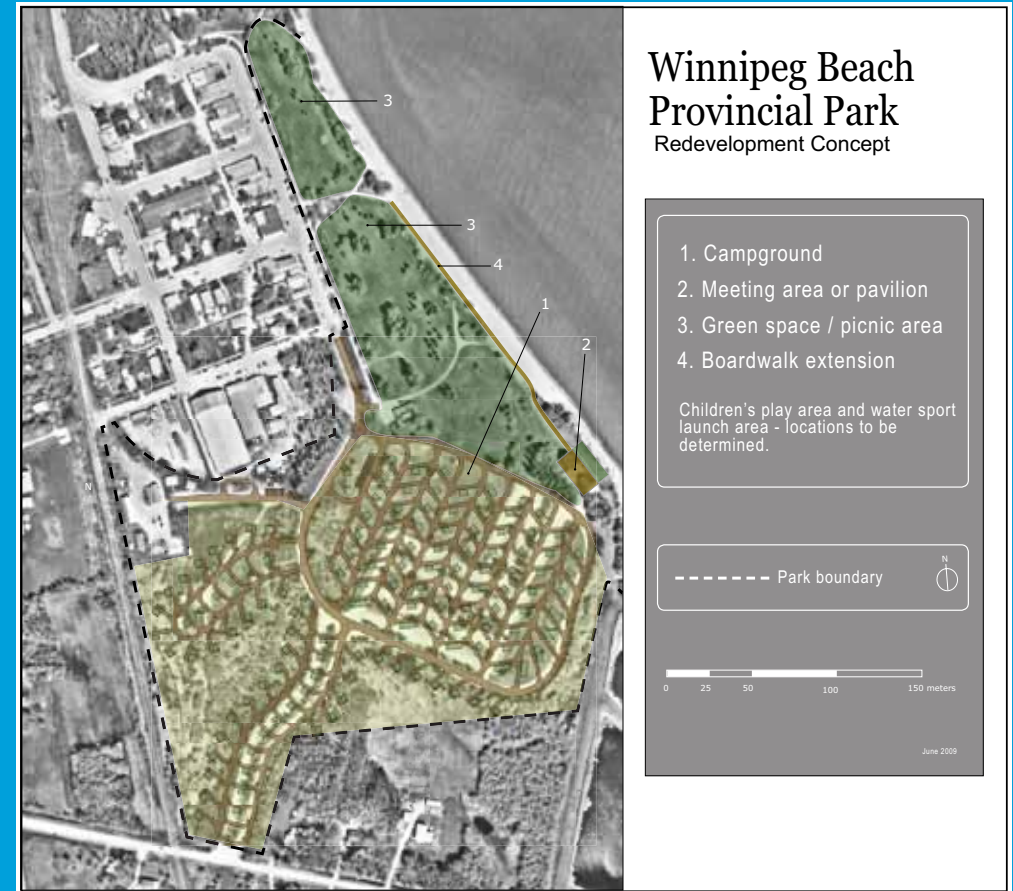 Winnipeg Beach
Provincial Park
Redevelopment Concept
3
3
4
1
2
N
1. Campground
2. Meeting area or pavilion
3. Green space / picnic area
4. Boardwalk extension
Children's play area and water sport
launch area - locations to be
determined.
Park boundary
N
0 25 50 100 150 meters
June 2009